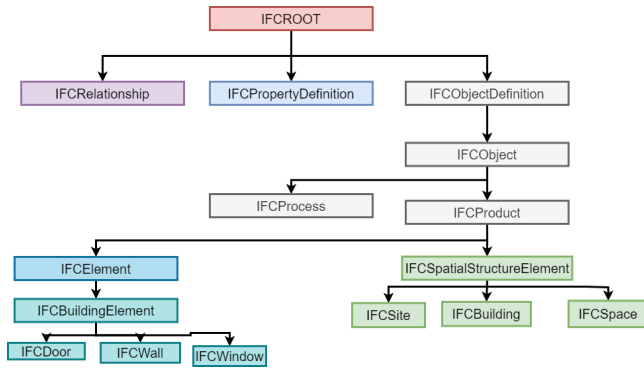 IFCROOT
IFCRelationship
IFCPropertyDefinition
IFCObjectDefinition
IFCObject
IFCProcess
IFCProduct
IFCElement
IFCSpatialStructureElement
IFCBuildingElement
IFCSite
IFCBuilding
IFCSpace
IFCDoor
IFCWall
IFCWindow